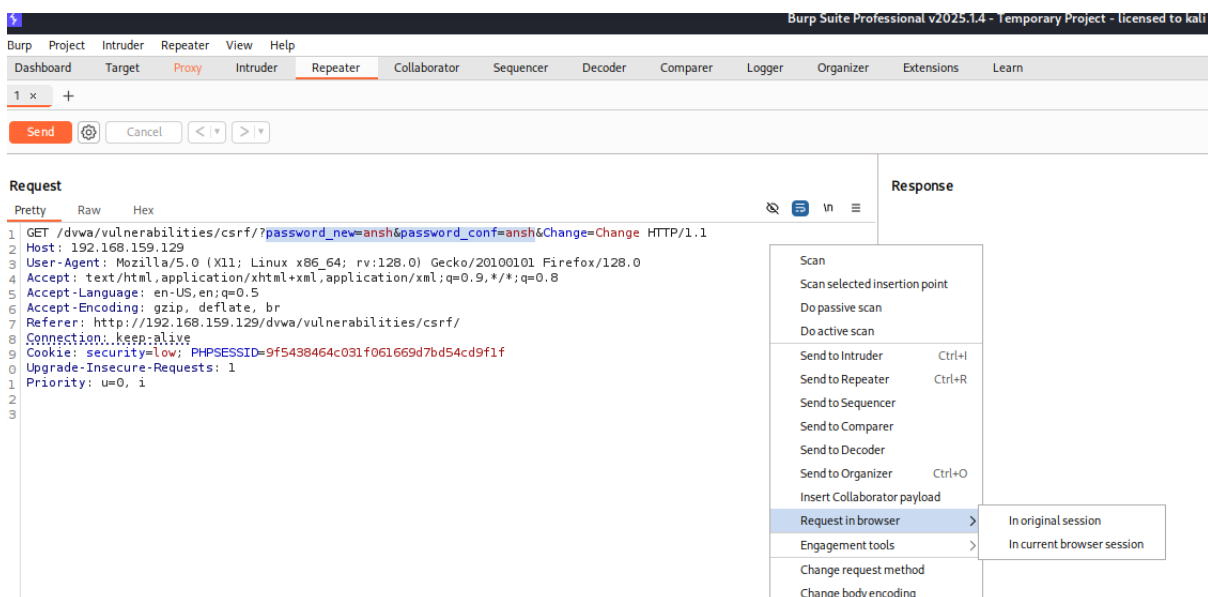 Burp Suite Professional v2025.1.4 - Temporary Project - licensed to kali
Burp Project Intruder Repeater View Help
Dashboard Target Proxy Intruder Repeater Collaborator Sequencer Decoder Comparer Logger Organizer Extensions Learn
1 × +
Send Cancel < ▾ > ▾
Request
Response
Pretty Raw Hex
\n
1 GET /dvwa/vulnerabilities/csrf/?password_new=ansh&password_conf=ansh&Change=Change HTTP/1.1
2 Host: 192.168.159.129
3 User-Agent: Mozilla/5.0 (X11; Linux x86_64; rv:128.0) Gecko/20100101 Firefox/128.0
4 Accept: text/html,application/xhtml+xml,application/xml;q=0.9,*/*;q=0.8
5 Accept-Language: en-US,en;q=0.5
6 Accept-Encoding: gzip, deflate, br
7 Referer: http://192.168.159.129/dvwa/vulnerabilities/csrf/
8 Connection: keep-alive
9 Cookie: security=low; PHPSESSID=9f5438464c031f061669d7bd54cd9f1f
0 Upgrade-Insecure-Requests: 1
1 Priority: u=0, i
2
3
Scan
Scan selected insertion point
Do passive scan
Do active scan
Send to Intruder Ctrl+I
Send to Repeater Ctrl+R
Send to Sequencer
Send to Comparer
Send to Decoder
Send to Organizer Ctrl+O
Insert Collaborator payload
Request in browser >
In original session
Engagement tools >
In current browser session
Change request method
Change body encoding